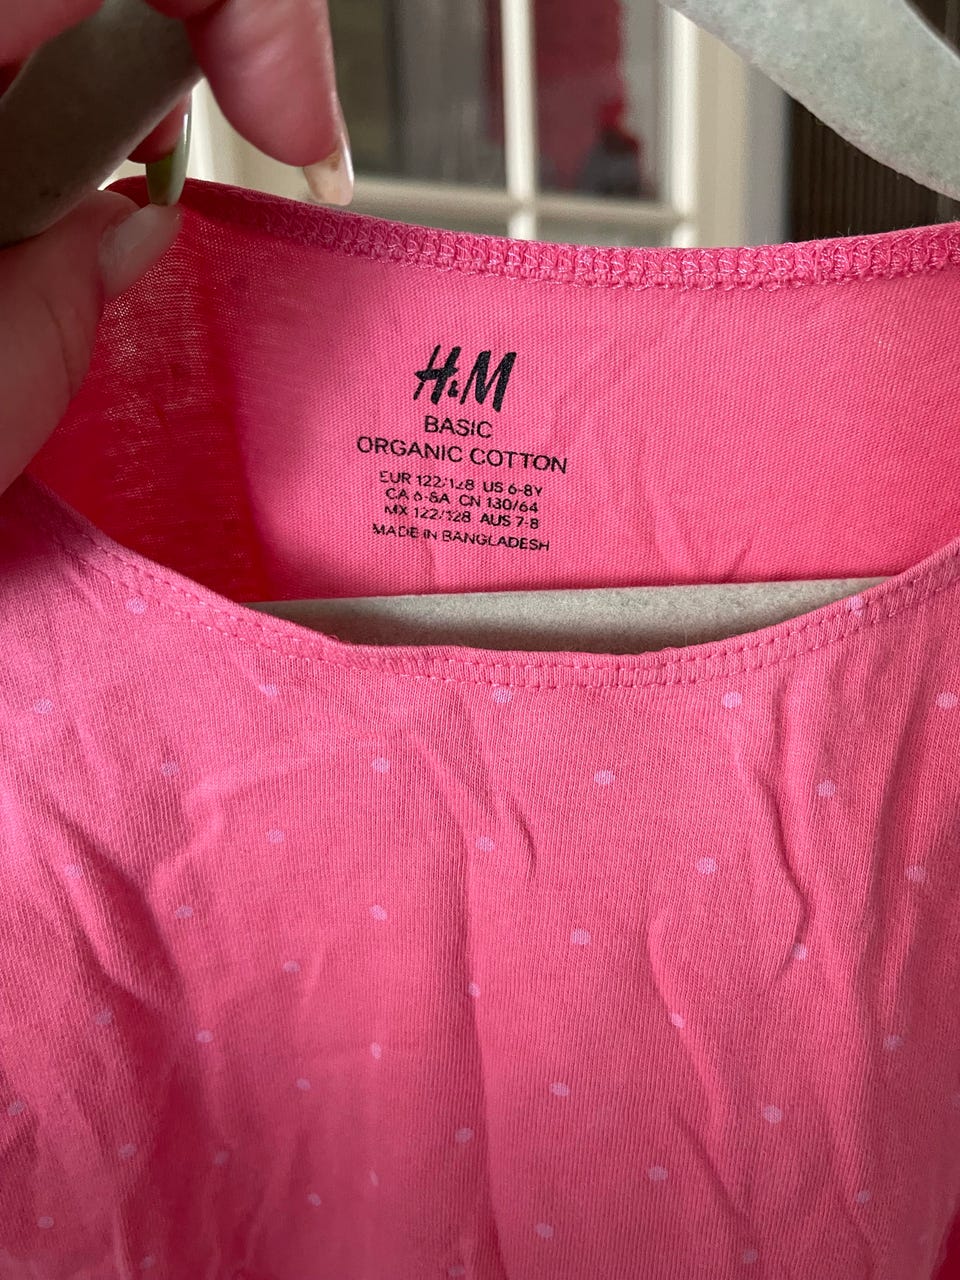 H&M
BASIC
ORGANIC COTTON
EUR 122/128 US 6-8Y
CA 6-8A CN 130/64
MX 122/128 AUS 7-8
MADE IN BANGLADESH